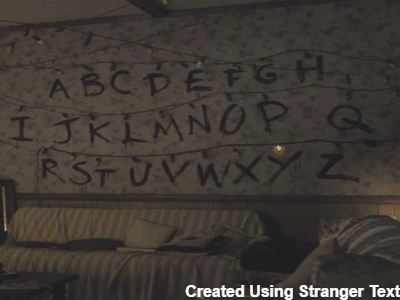 A B C D E F G H
I J K L M N O P Q
R S T U V W X Y Z
Created Using Stranger Text